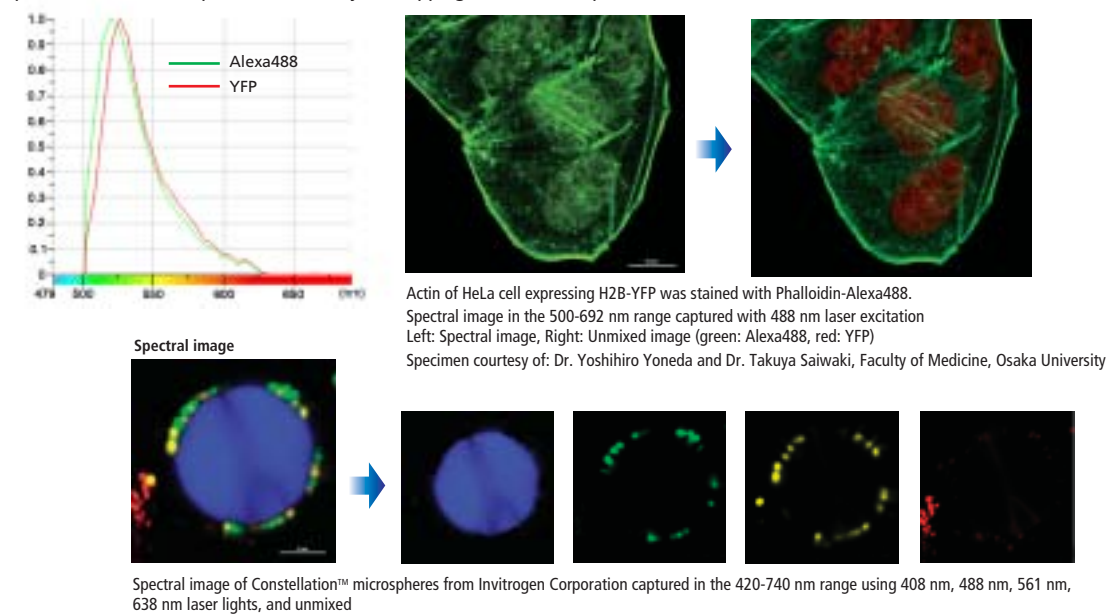 1.0
0.9
0.8
0.7
0.6
0.5
0.4
0.3
0.2
0.1
0
Alexa488
YFP
500 550 600 650 (nm)
Actin of HeLa cell expressing H2B-YFP was stained with Phalloidin-Alexa488.
Spectral image in the 500-692 nm range captured with 488 nm laser excitation
Left: Spectral image, Right: Unmixed image (green: Alexa488, red: YFP)
Specimen courtesy of: Dr. Yoshihiro Yoneda and Dr. Takuya Saiwaki, Faculty of Medicine, Osaka University
Spectral image
Spectral image of Constellation™ microspheres from Invitrogen Corporation captured in the 420-740 nm range using 408 nm, 488 nm, 561 nm,
638 nm laser lights, and unmixed